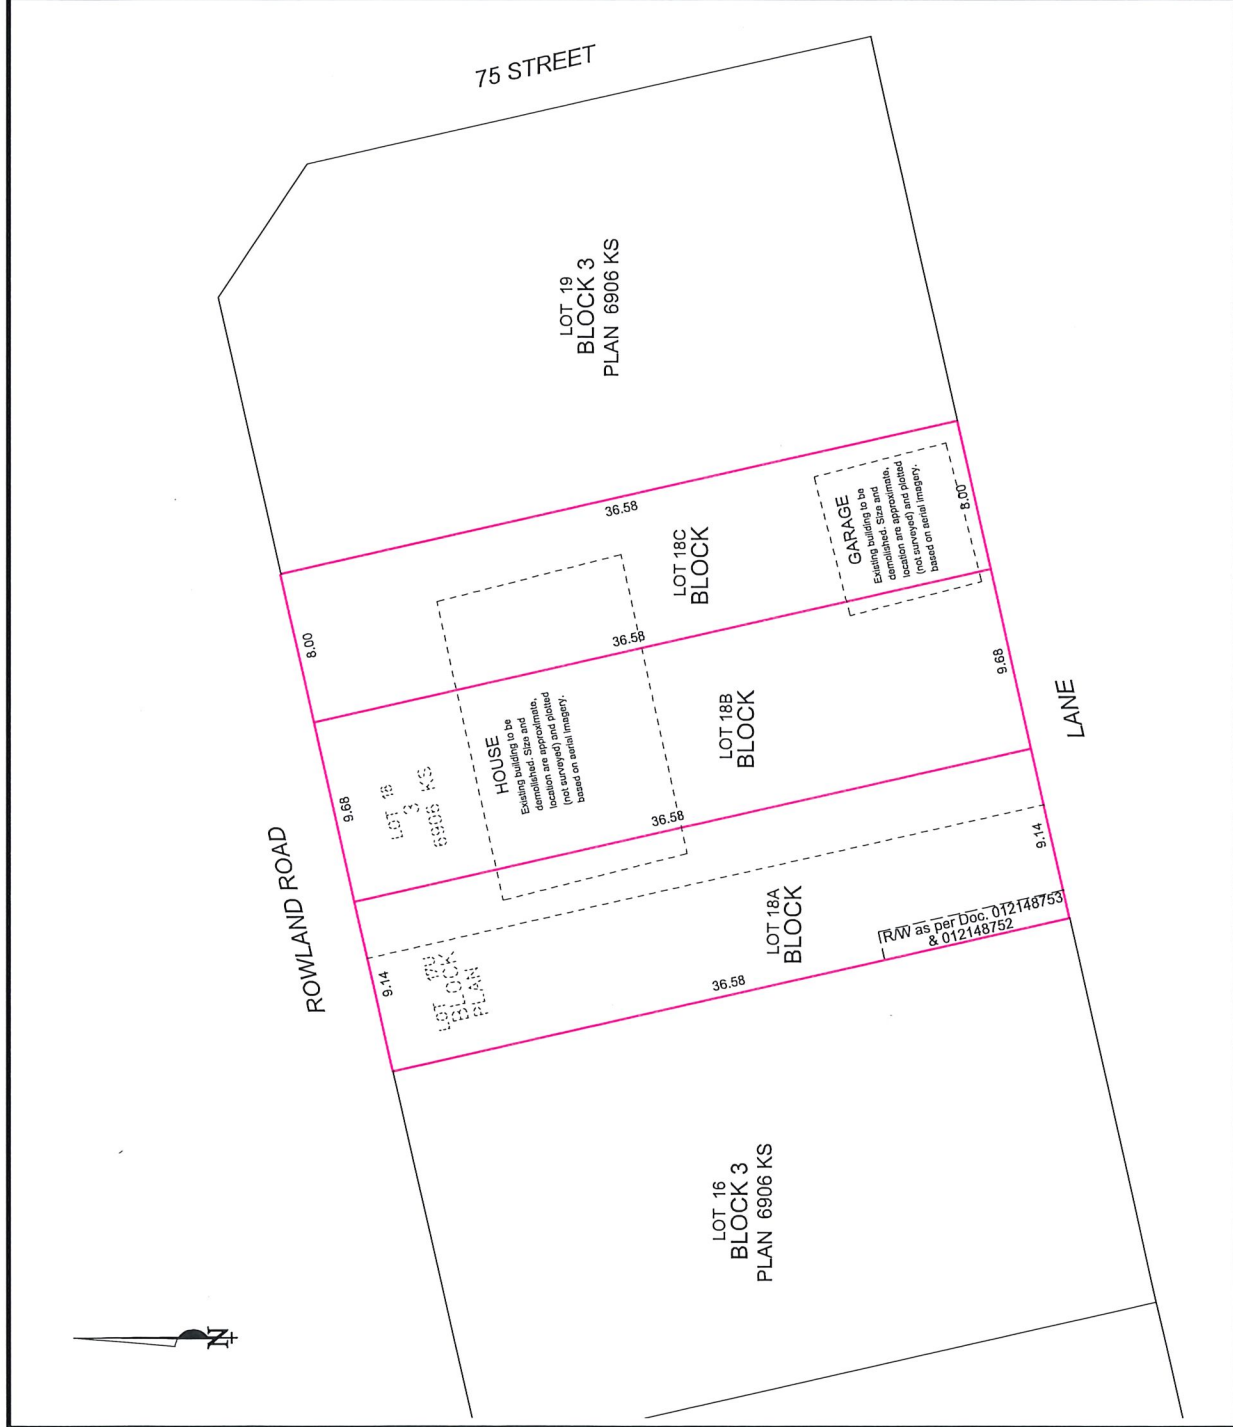 75 STREET
LOT 19
BLOCK 3
PLAN 6906 KS
36.58
LOT 18C
BLOCK
GARAGE
Existing building to be
demolished. Size and
location are approximate,
(not surveyed) and plotted
based on aerial imagery.
8.00
8.00
36.58
HOUSE
Existing building to be
demolished. Size and
location are approximate,
(not surveyed) and plotted
based on aerial imagery.
LOT 18B
BLOCK
9.68
LANE
9.68
LOT 18
3
6906 KS
36.58
ROWLAND ROAD
9.14
LOT 17U
BLOCK
PLAN
LOT 18A
BLOCK
9.14
R/W as per Doc. 012148753
& 012148752
36.58
LOT 16
BLOCK 3
PLAN 6906 KS
N